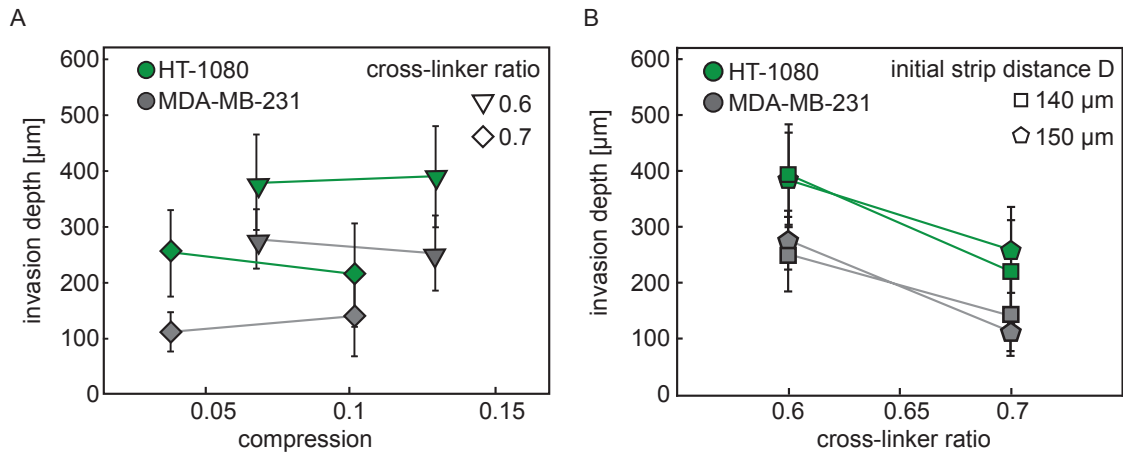 A
600
500
400
300
200
100
0
invasion depth [µm]
HT-1080
MDA-MB-231
cross-linker ratio
0.6
0.7
0.05
0.1
0.15
compression
B
600
500
400
300
200
100
0
invasion depth [µm]
HT-1080
MDA-MB-231
initial strip distance D
140 µm
150 µm
0.6
0.65
0.7
cross-linker ratio